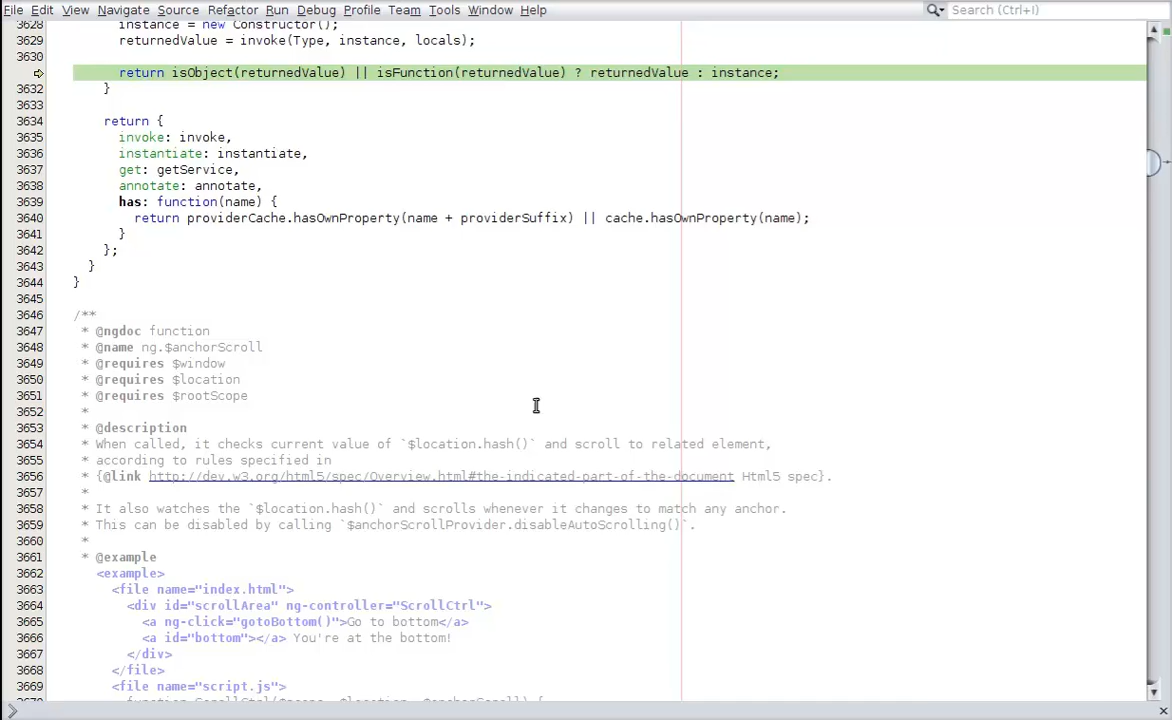 File Edit View Navigate Source Refactor Run Debug Profile Team Tools Window Help Search (Ctrl+I)
3628 instance = new Constructor();
3629 returnedValue = invoke(Type, instance, locals);
3630
return isObject(returnedValue) || isFunction(returnedValue) ? returnedValue : instance;
3632 }
3633
3634 return {
3635 invoke: invoke,
3636 instantiate: instantiate,
3637 get: getService,
3638 annotate: annotate,
3639 has: function(name) {
3640 return providerCache.hasOwnProperty(name + providerSuffix) || cache.hasOwnProperty(name);
3641 }
3642 };
3643 }
3644 }
3645
3646 /**
3647 * @ngdoc function
3648 * @name ng.$anchorScroll
3649 * @requires $window
3650 * @requires $location
3651 * @requires $rootScope
3652 *
3653 * @description
3654 * When called, it checks current value of `$location.hash()` and scroll to related element,
3655 * according to rules specified in
3656 * {@link http://dev.w3.org/html5/spec/Overview.html#the-indicated-part-of-the-document Html5 spec}.
3657 *
3658 * It also watches the `$location.hash()` and scrolls whenever it changes to match any anchor.
3659 * This can be disabled by calling `$anchorScrollProvider.disableAutoScrolling()`.
3660 *
3661 * @example
3662 <example>
3663 <file name="index.html">
3664 <div id="scrollArea" ng-controller="ScrollCtrl">
3665 <a ng-click="gotoBottom()">Go to bottom</a>
3666 <a id="bottom"></a> You're at the bottom!
3667 </div>
3668 </file>
3669 <file name="script.js">
3670 function ScrollCtrl($scope, $location, $anchorScroll) {